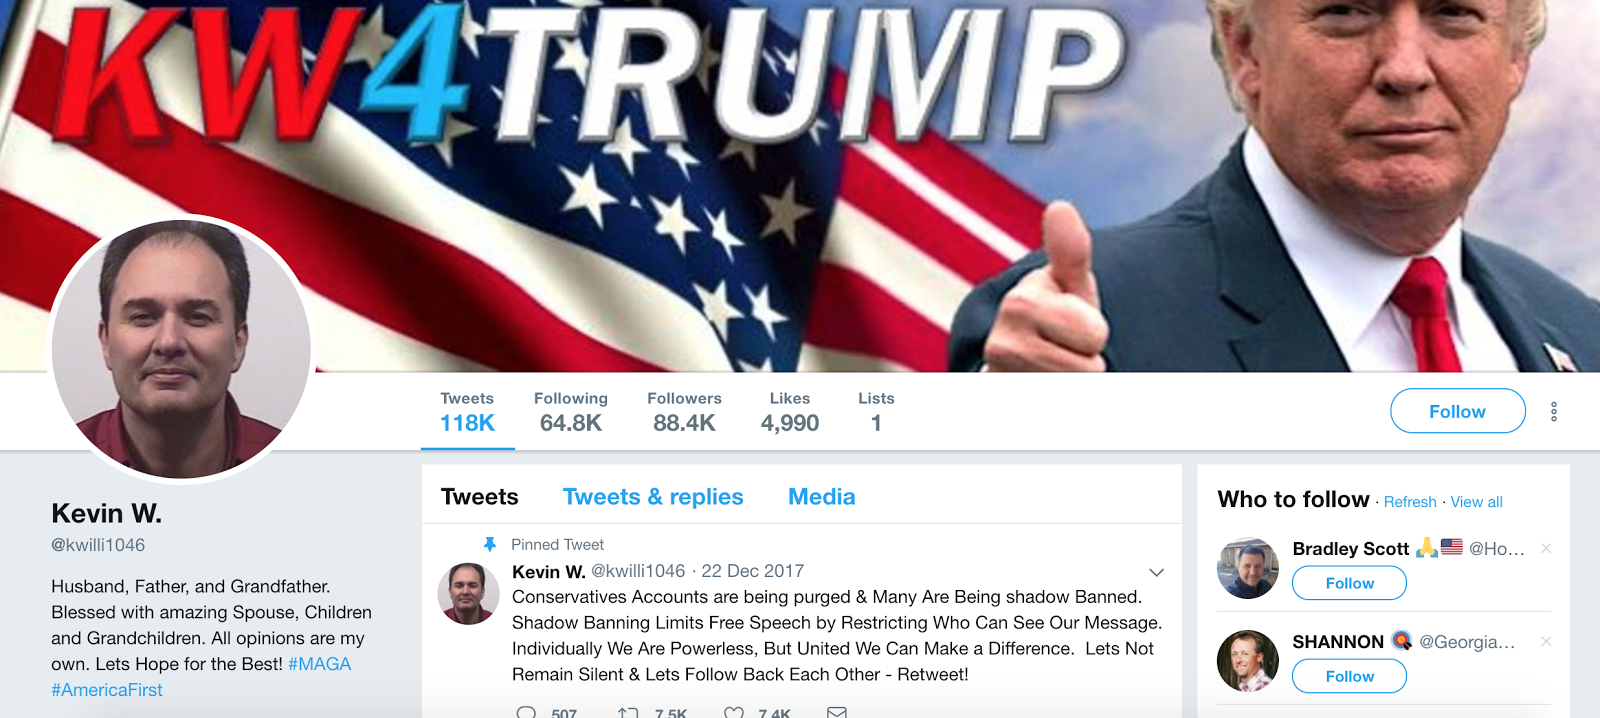 KW4TRUMP
Tweets Following Followers Likes Lists
118K 64.8K 88.4K 4,990 1
Follow
Kevin W.
@kwilli1046
Husband, Father, and Grandfather.
Blessed with amazing Spouse, Children
and Grandchildren. All opinions are my
own. Lets Hope for the Best! #MAGA
#AmericaFirst
Tweets Tweets & replies Media
Pinned Tweet
Kevin W. @kwilli1046 · 22 Dec 2017
Conservatives Accounts are being purged & Many Are Being shadow Banned.
Shadow Banning Limits Free Speech by Restricting Who Can See Our Message.
Individually We Are Powerless, But United We Can Make a Difference.  Lets Not
Remain Silent & Lets Follow Back Each Other - Retweet!
507 7.5K 7.4K
Who to follow · Refresh · View all
Bradley Scott 🙏🇺🇸 @Ho...
Follow
SHANNON 🎯 @Georgia...
Follow